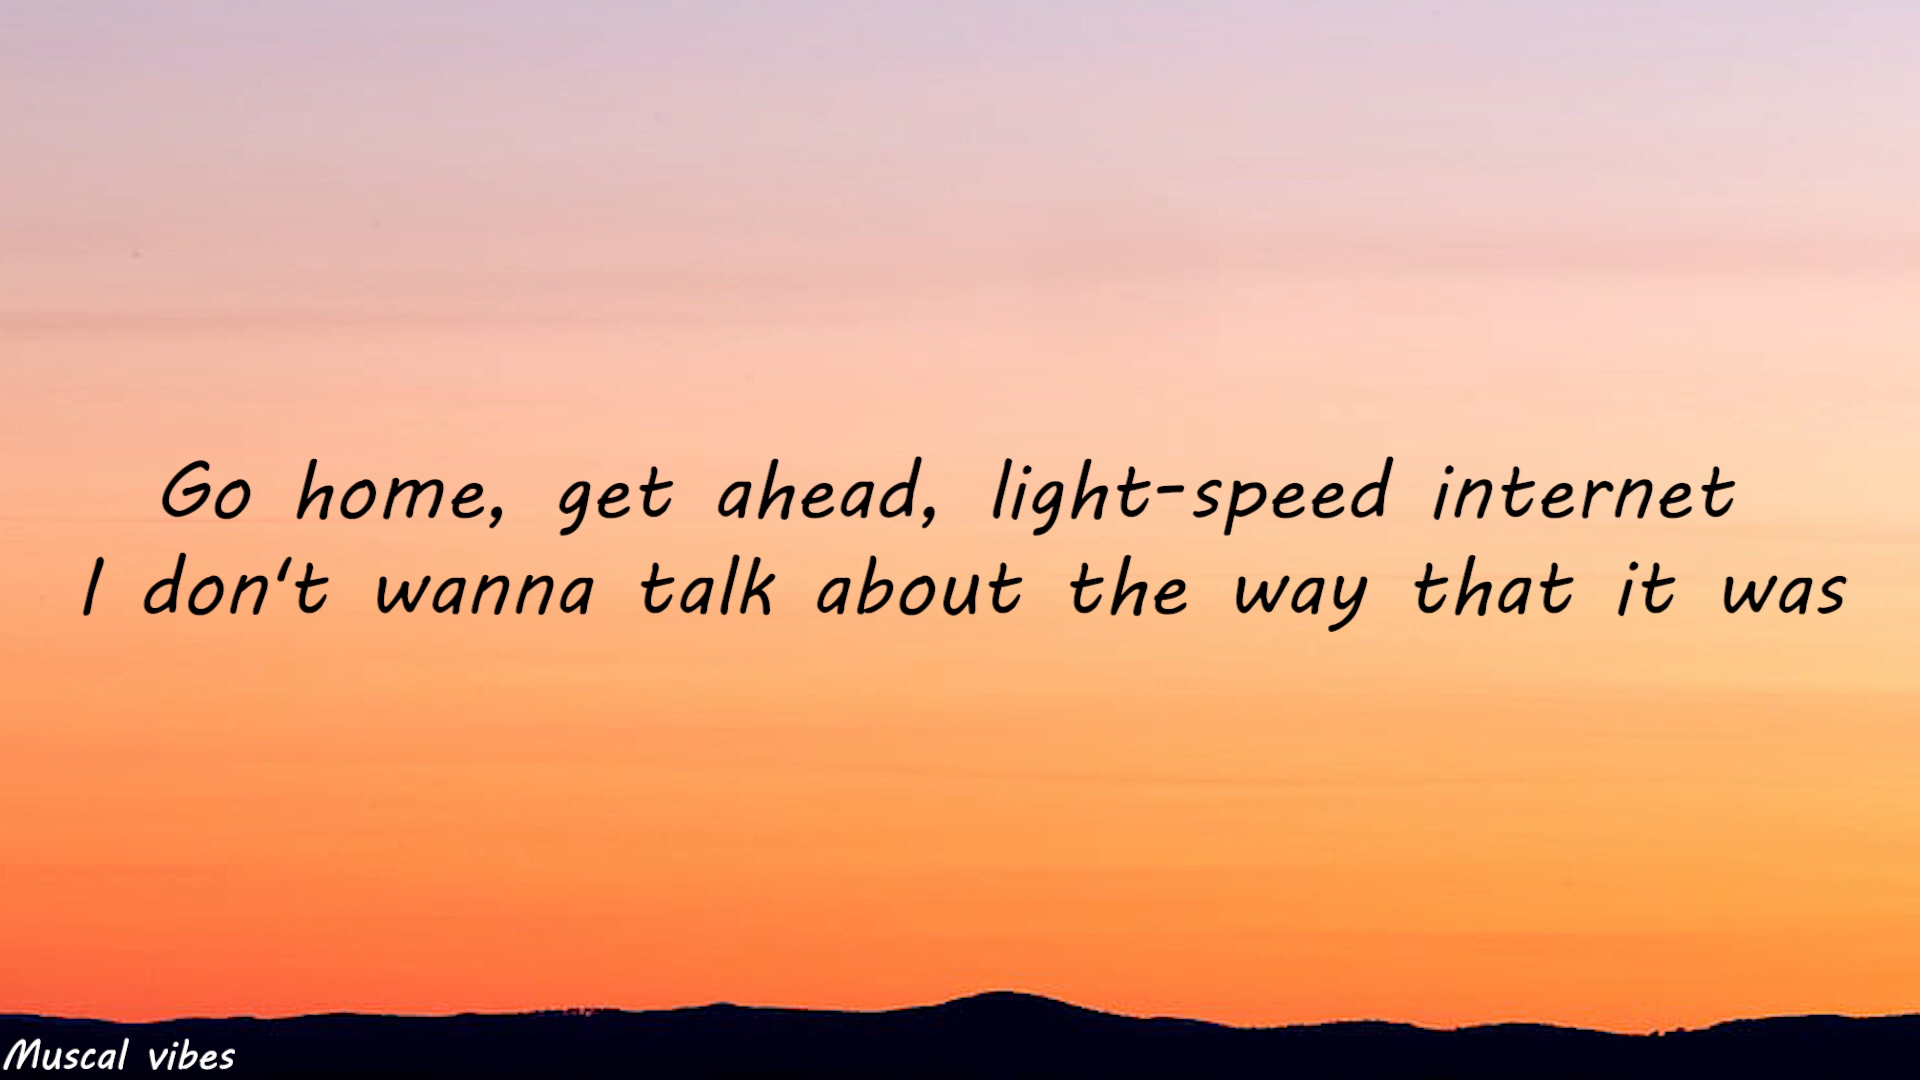 Go home, get ahead, light-speed internet
I don't wanna talk about the way that it was
Muscal vibes